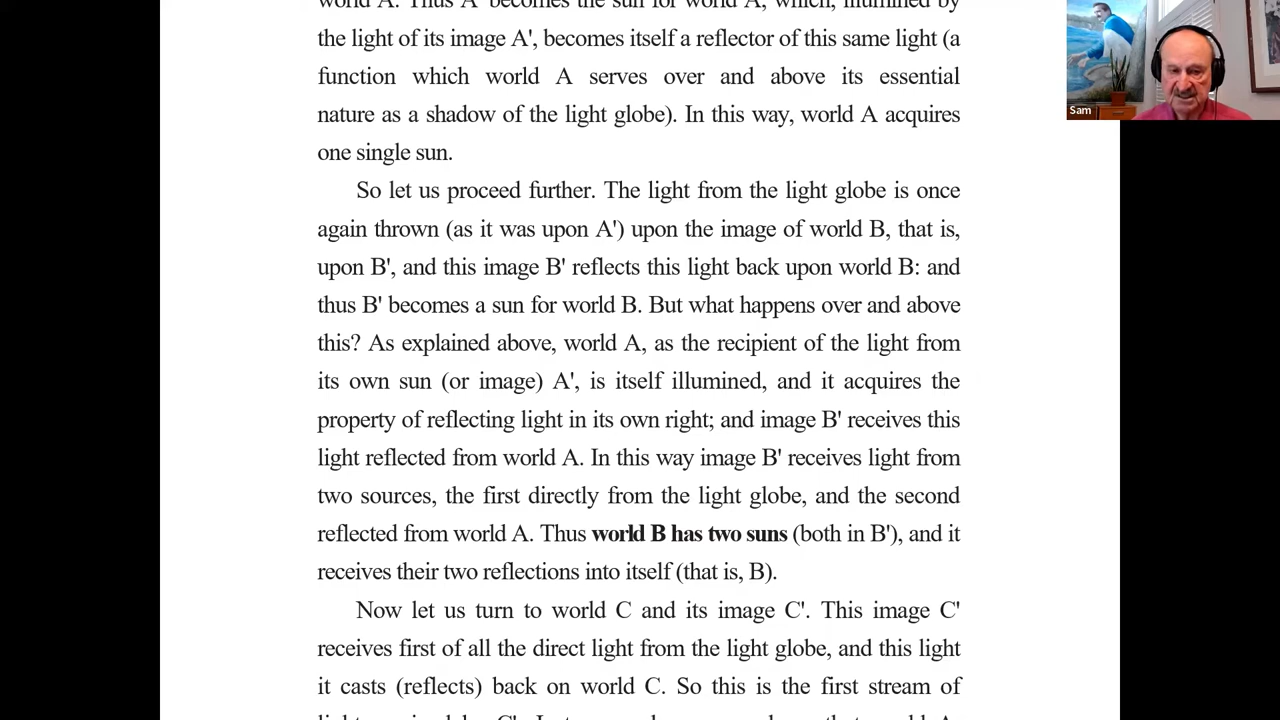 world A. Thus A' becomes the sun for world A, which, illumined by
the light of its image A', becomes itself a reflector of this same light (a
function which world A serves over and above its essential
nature as a shadow of the light globe). In this way, world A acquires
one single sun.
So let us proceed further. The light from the light globe is once
again thrown (as it was upon A') upon the image of world B, that is,
upon B', and this image B' reflects this light back upon world B: and
thus B' becomes a sun for world B. But what happens over and above
this? As explained above, world A, as the recipient of the light from
its own sun (or image) A', is itself illumined, and it acquires the
property of reflecting light in its own right; and image B' receives this
light reflected from world A. In this way image B' receives light from
two sources, the first directly from the light globe, and the second
reflected from world A. Thus world B has two suns (both in B'), and it
receives their two reflections into itself (that is, B).
Now let us turn to world C and its image C'. This image C'
receives first of all the direct light from the light globe, and this light
it casts (reflects) back on world C. So this is the first stream of
Sam